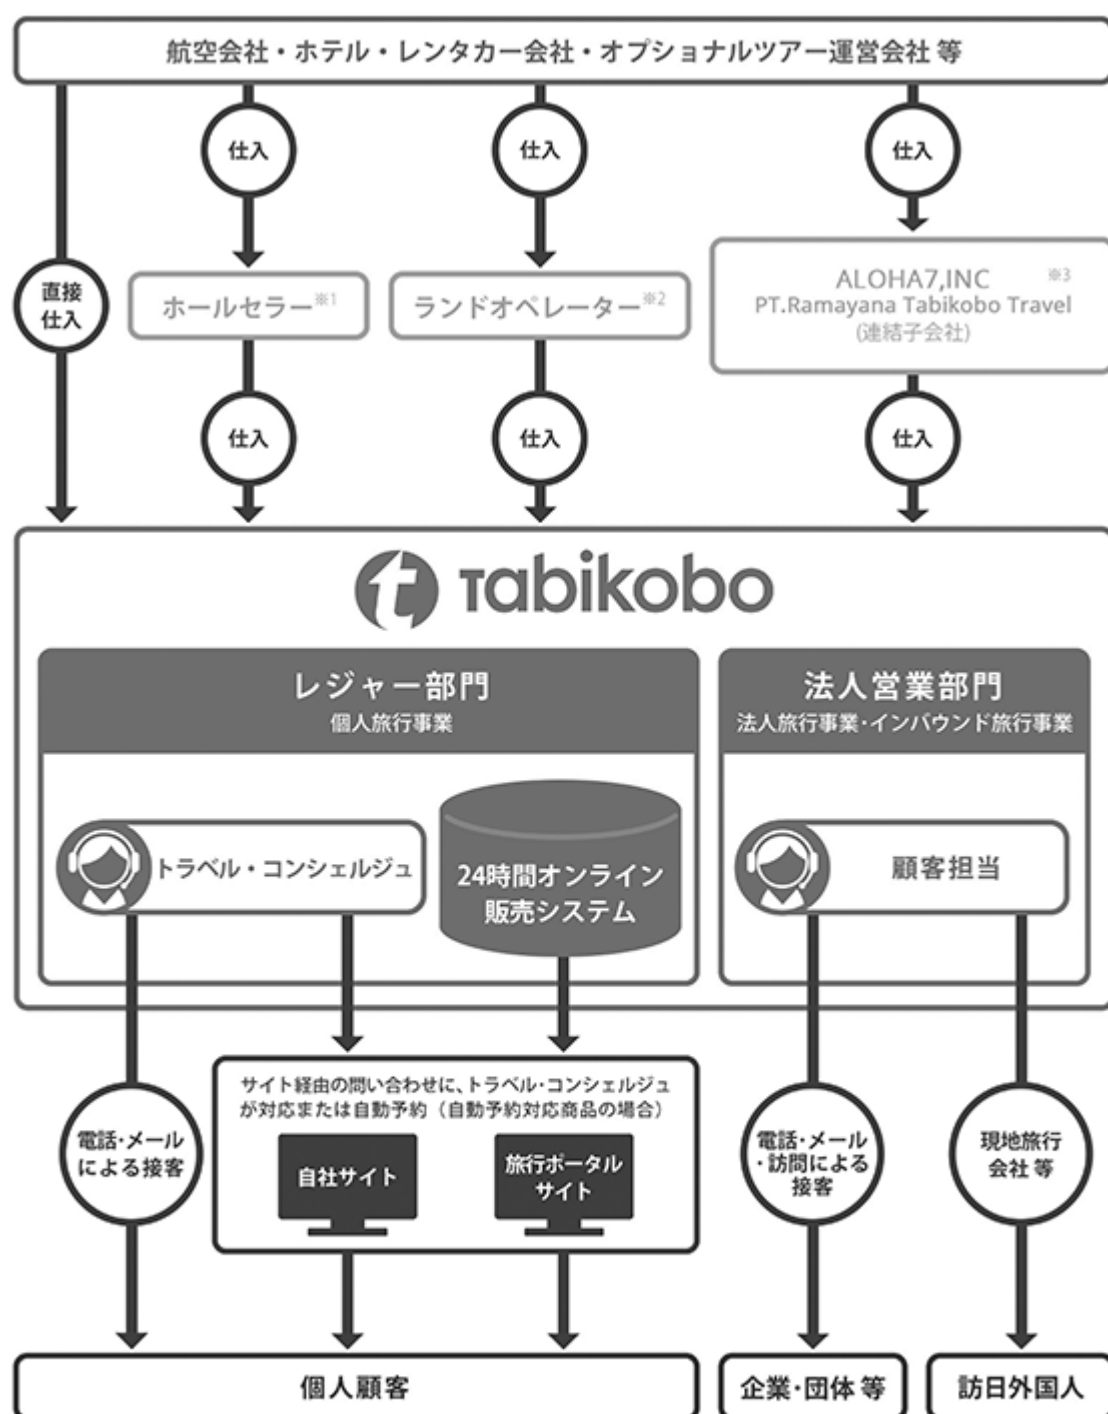 航空会社・ホテル・レンタカー会社・オプショナルツアー運営会社 等
仕入
仕入
仕入
直接
仕入
ホールセラー※1
ランドオペレーター※2
ALOHA7,INC ※3
PT.Ramayana Tabikobo Travel
(連結子会社)
仕入
仕入
仕入
t Tabikobo
レジャー部門
個人旅行事業
法人営業部門
法人旅行事業・インバウンド旅行事業
トラベル・コンシェルジュ
24時間オンライン
販売システム
顧客担当
サイト経由の問い合わせに、トラベル・コンシェルジュ
が対応または自動予約（自動予約対応商品の場合）
電話・メール
による接客
自社サイト
旅行ポータル
サイト
電話・メール
・訪問による
接客
現地旅行
会社 等
個人顧客
企業・団体 等
訪日外国人